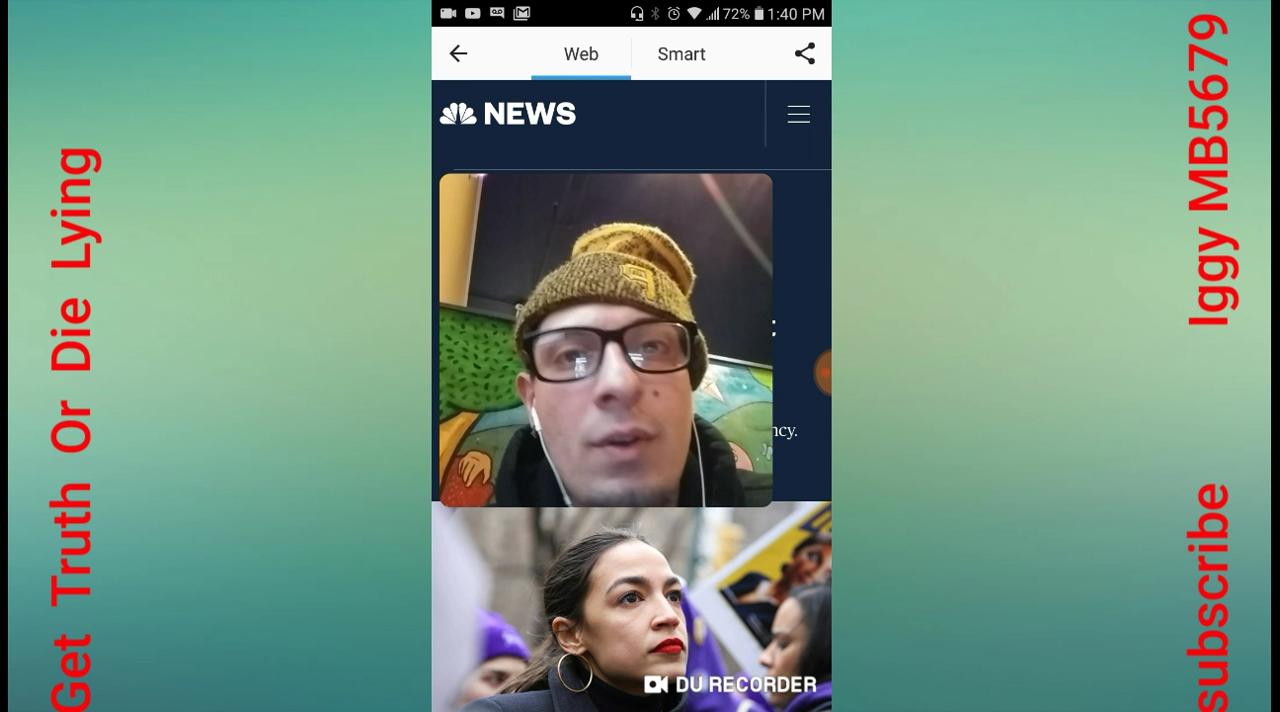 72% 1:40 PM
Web Smart
NEWS
P
ncy.
DU RECORDER
Get Truth Or Die Lying
Iggy MB5679
subscribe